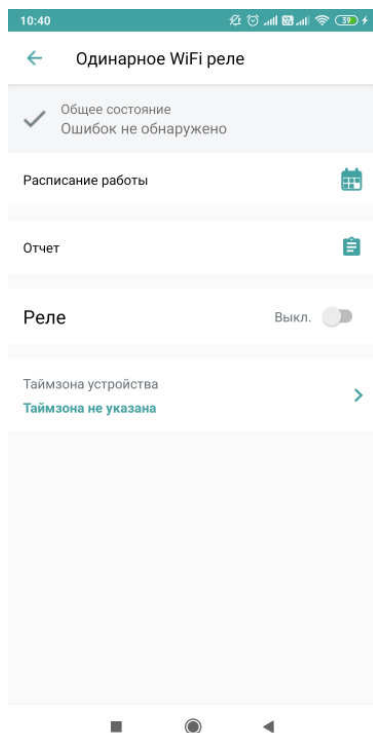 10:40
39
Одинарное WiFi реле
Общее состояние
Ошибок не обнаружено
Расписание работы
Отчет
Реле
Выкл.
Таймзона устройства
Таймзона не указана